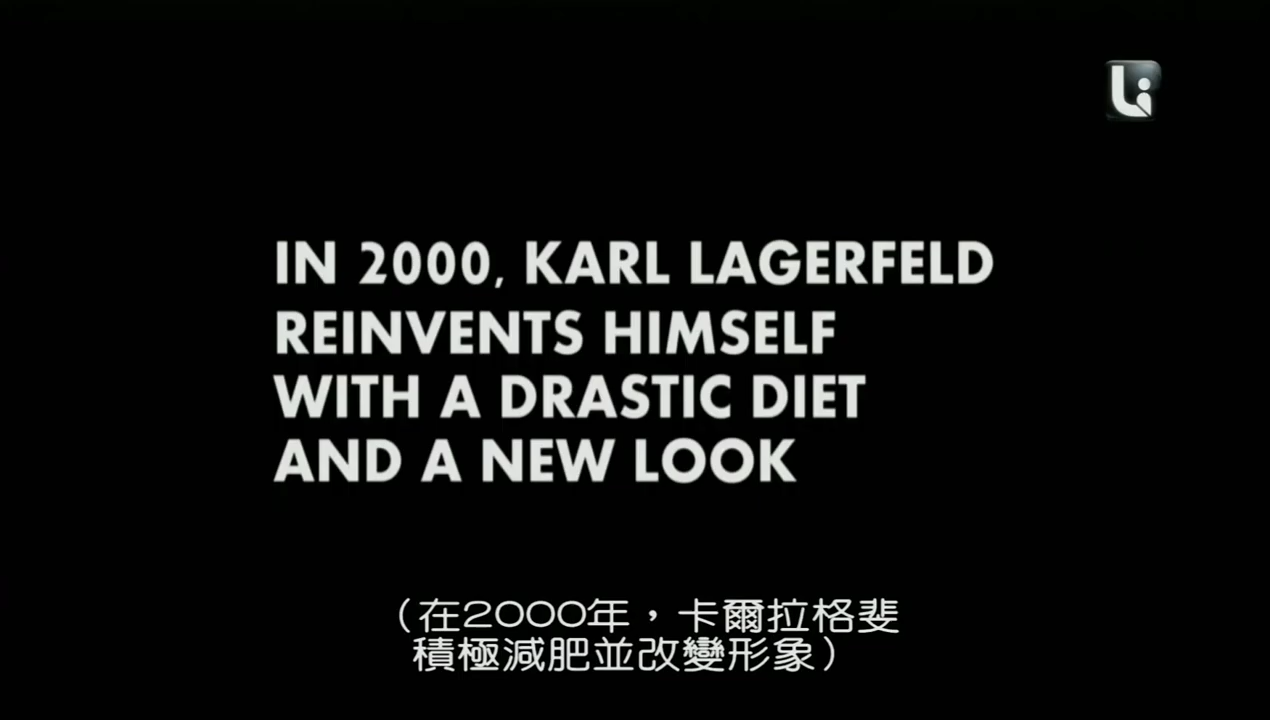 IN 2000, KARL LAGERFELD
REINVENTS HIMSELF
WITH A DRASTIC DIET
AND A NEW LOOK
（在2000年，卡爾拉格斐
積極減肥並改變形象）